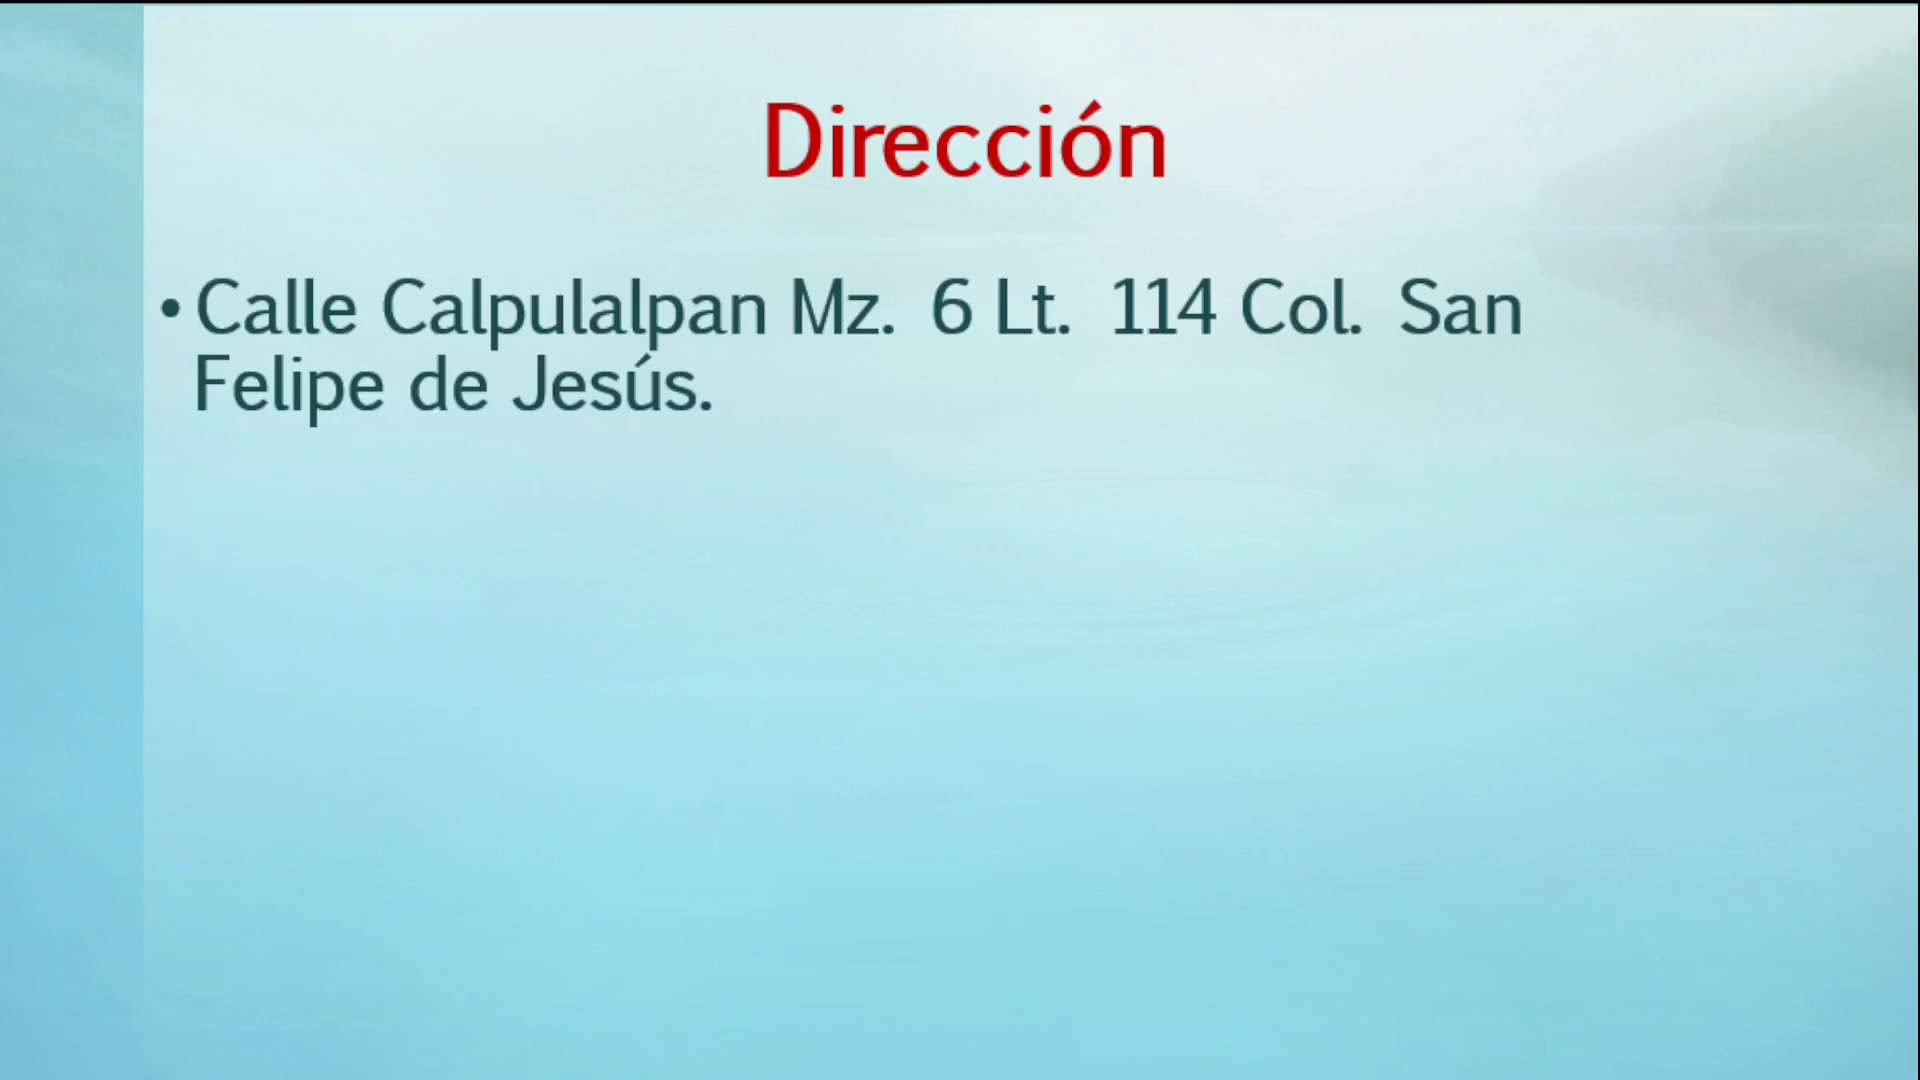 Dirección
• Calle Calpulalpan Mz. 6 Lt. 114 Col. San
Felipe de Jesús.